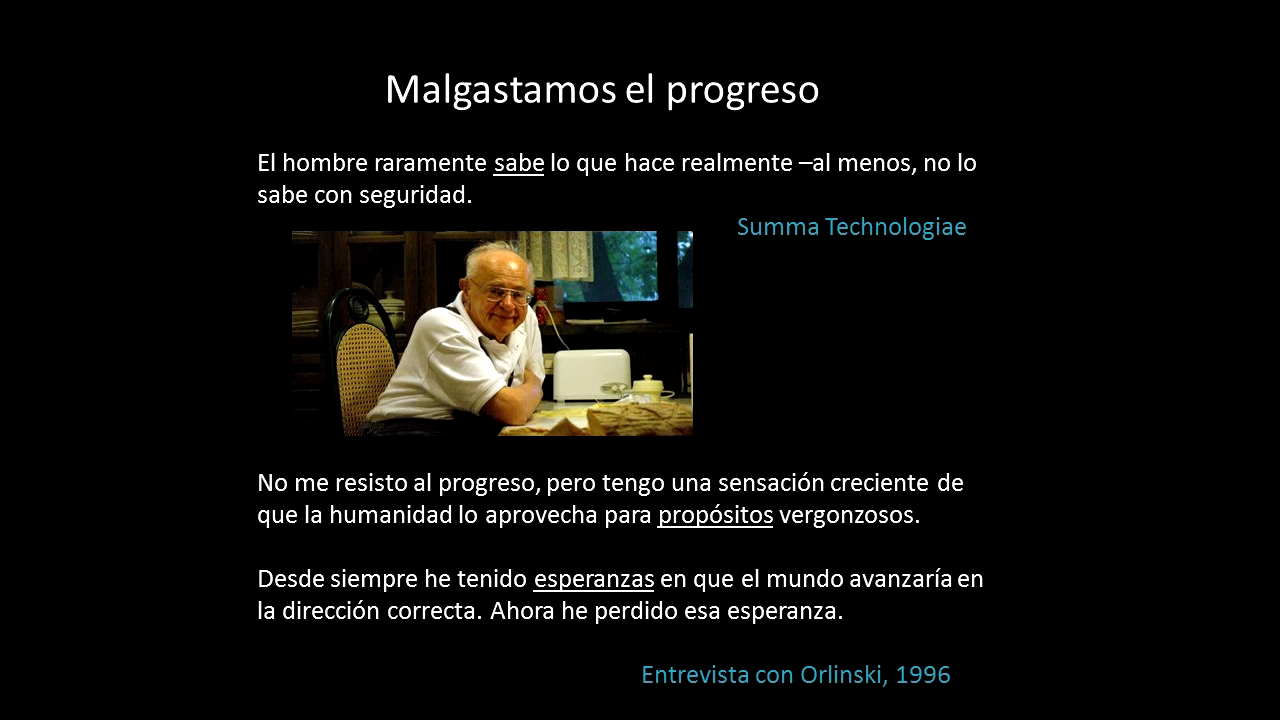 Malgastamos el progreso
El hombre raramente sabe lo que hace realmente –al menos, no lo
sabe con seguridad.
Summa Technologiae
No me resisto al progreso, pero tengo una sensación creciente de
que la humanidad lo aprovecha para propósitos vergonzosos.
Desde siempre he tenido esperanzas en que el mundo avanzaría en
la dirección correcta. Ahora he perdido esa esperanza.
Entrevista con Orlinski, 1996